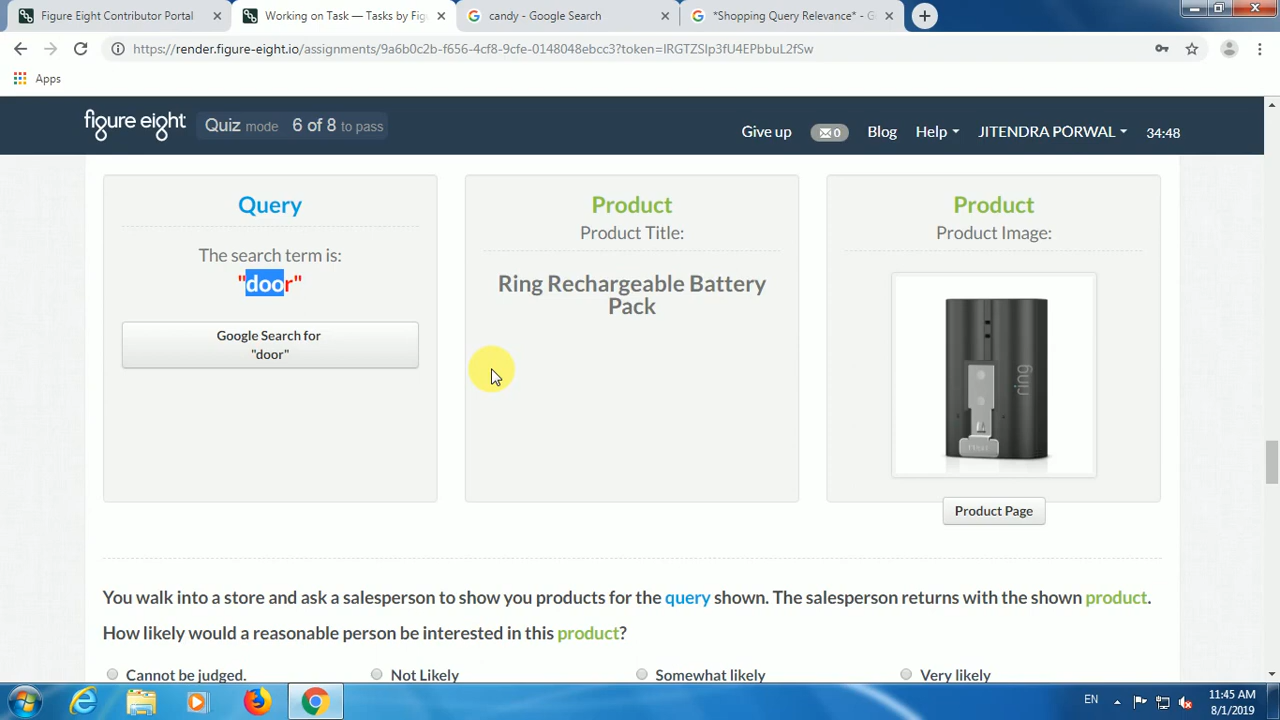 Figure Eight Contributor Portal
Working on Task — Tasks by Fig
candy - Google Search
*Shopping Query Relevance* - G
https://render.figure-eight.io/assignments/9a6b0c2b-f656-4cf8-9cfe-0148048ebcc3?token=lRGTZSlp3fU4EPbbuL2fSw
Apps
figure eight
Quiz mode 6 of 8 to pass
Give up
0
Blog
Help
JITENDRA PORWAL
34:48
Query
The search term is:
"door"
Google Search for
"door"
Product
Product Title:
Ring Rechargeable Battery
Pack
Product
Product Image:
ring
Product Page
You walk into a store and ask a salesperson to show you products for the query shown. The salesperson returns with the shown product.
How likely would a reasonable person be interested in this product?
Cannot be judged.
Not Likely
Somewhat likely
Very likely
EN
11:45 AM
8/1/2019